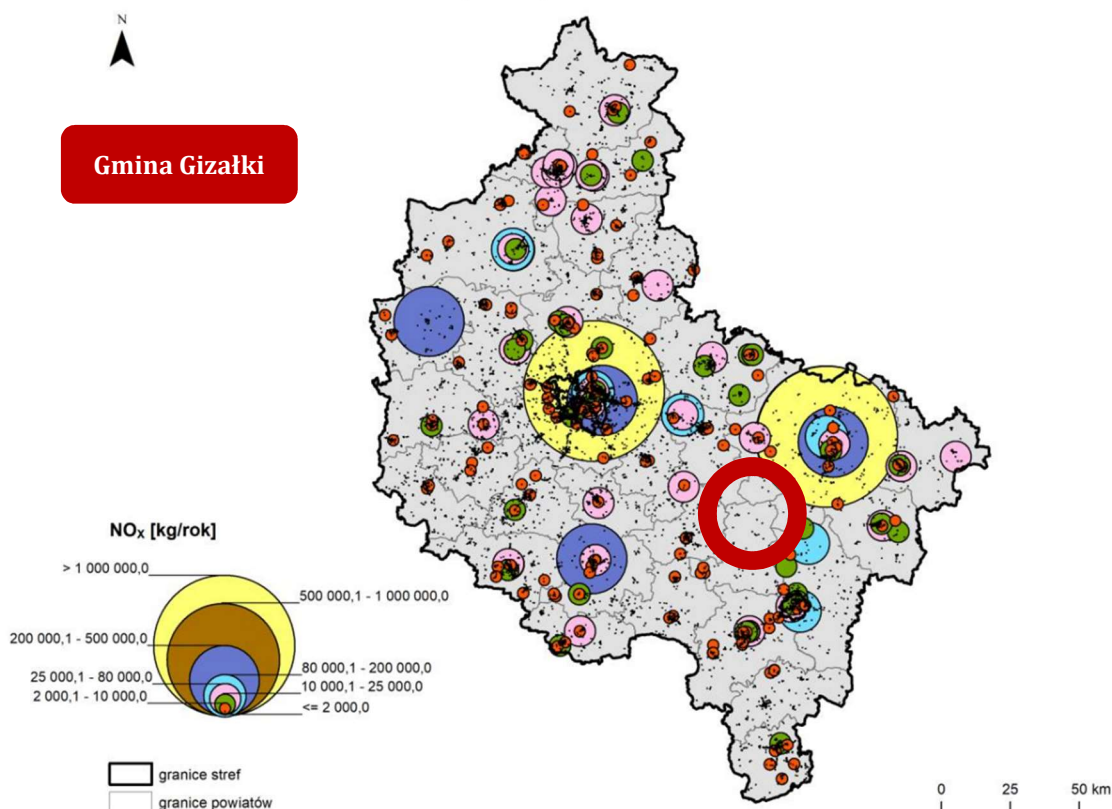 N
Gmina Gizałki
NOₓ [kg/rok]
> 1 000 000,0
500 000,1 - 1 000 000,0
200 000,1 - 500 000,0
80 000,1 - 200 000,0
25 000,1 - 80 000,0
10 000,1 - 25 000,0
2 000,1 - 10 000,0
<= 2 000,0
granice stref
granice powiatów
0 25 50 km